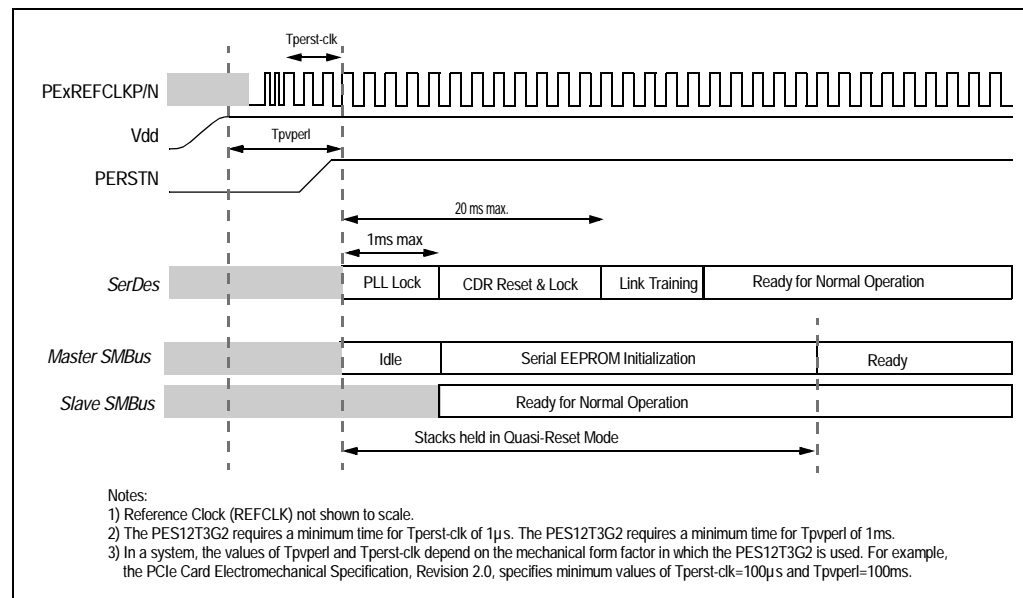 Tperst-clk
PExREFCLKP/N
Vdd
Tpvperl
PERSTN
20 ms max.
1ms max
SerDes
PLL Lock
CDR Reset & Lock
Link Training
Ready for Normal Operation
Master SMBus
Idle
Serial EEPROM Initialization
Ready
Slave SMBus
Ready for Normal Operation
Stacks held in Quasi-Reset Mode
Notes:
1) Reference Clock (REFCLK) not shown to scale.
2) The PES12T3G2 requires a minimum time for Tperst-clk of 1µs. The PES12T3G2 requires a minimum time for Tpvperl of 1ms.
3) In a system, the values of Tpvperl and Tperst-clk depend on the mechanical form factor in which the PES12T3G2 is used. For example,
the PCIe Card Electromechanical Specification, Revision 2.0, specifies minimum values of Tperst-clk=100µs and Tpvperl=100ms.